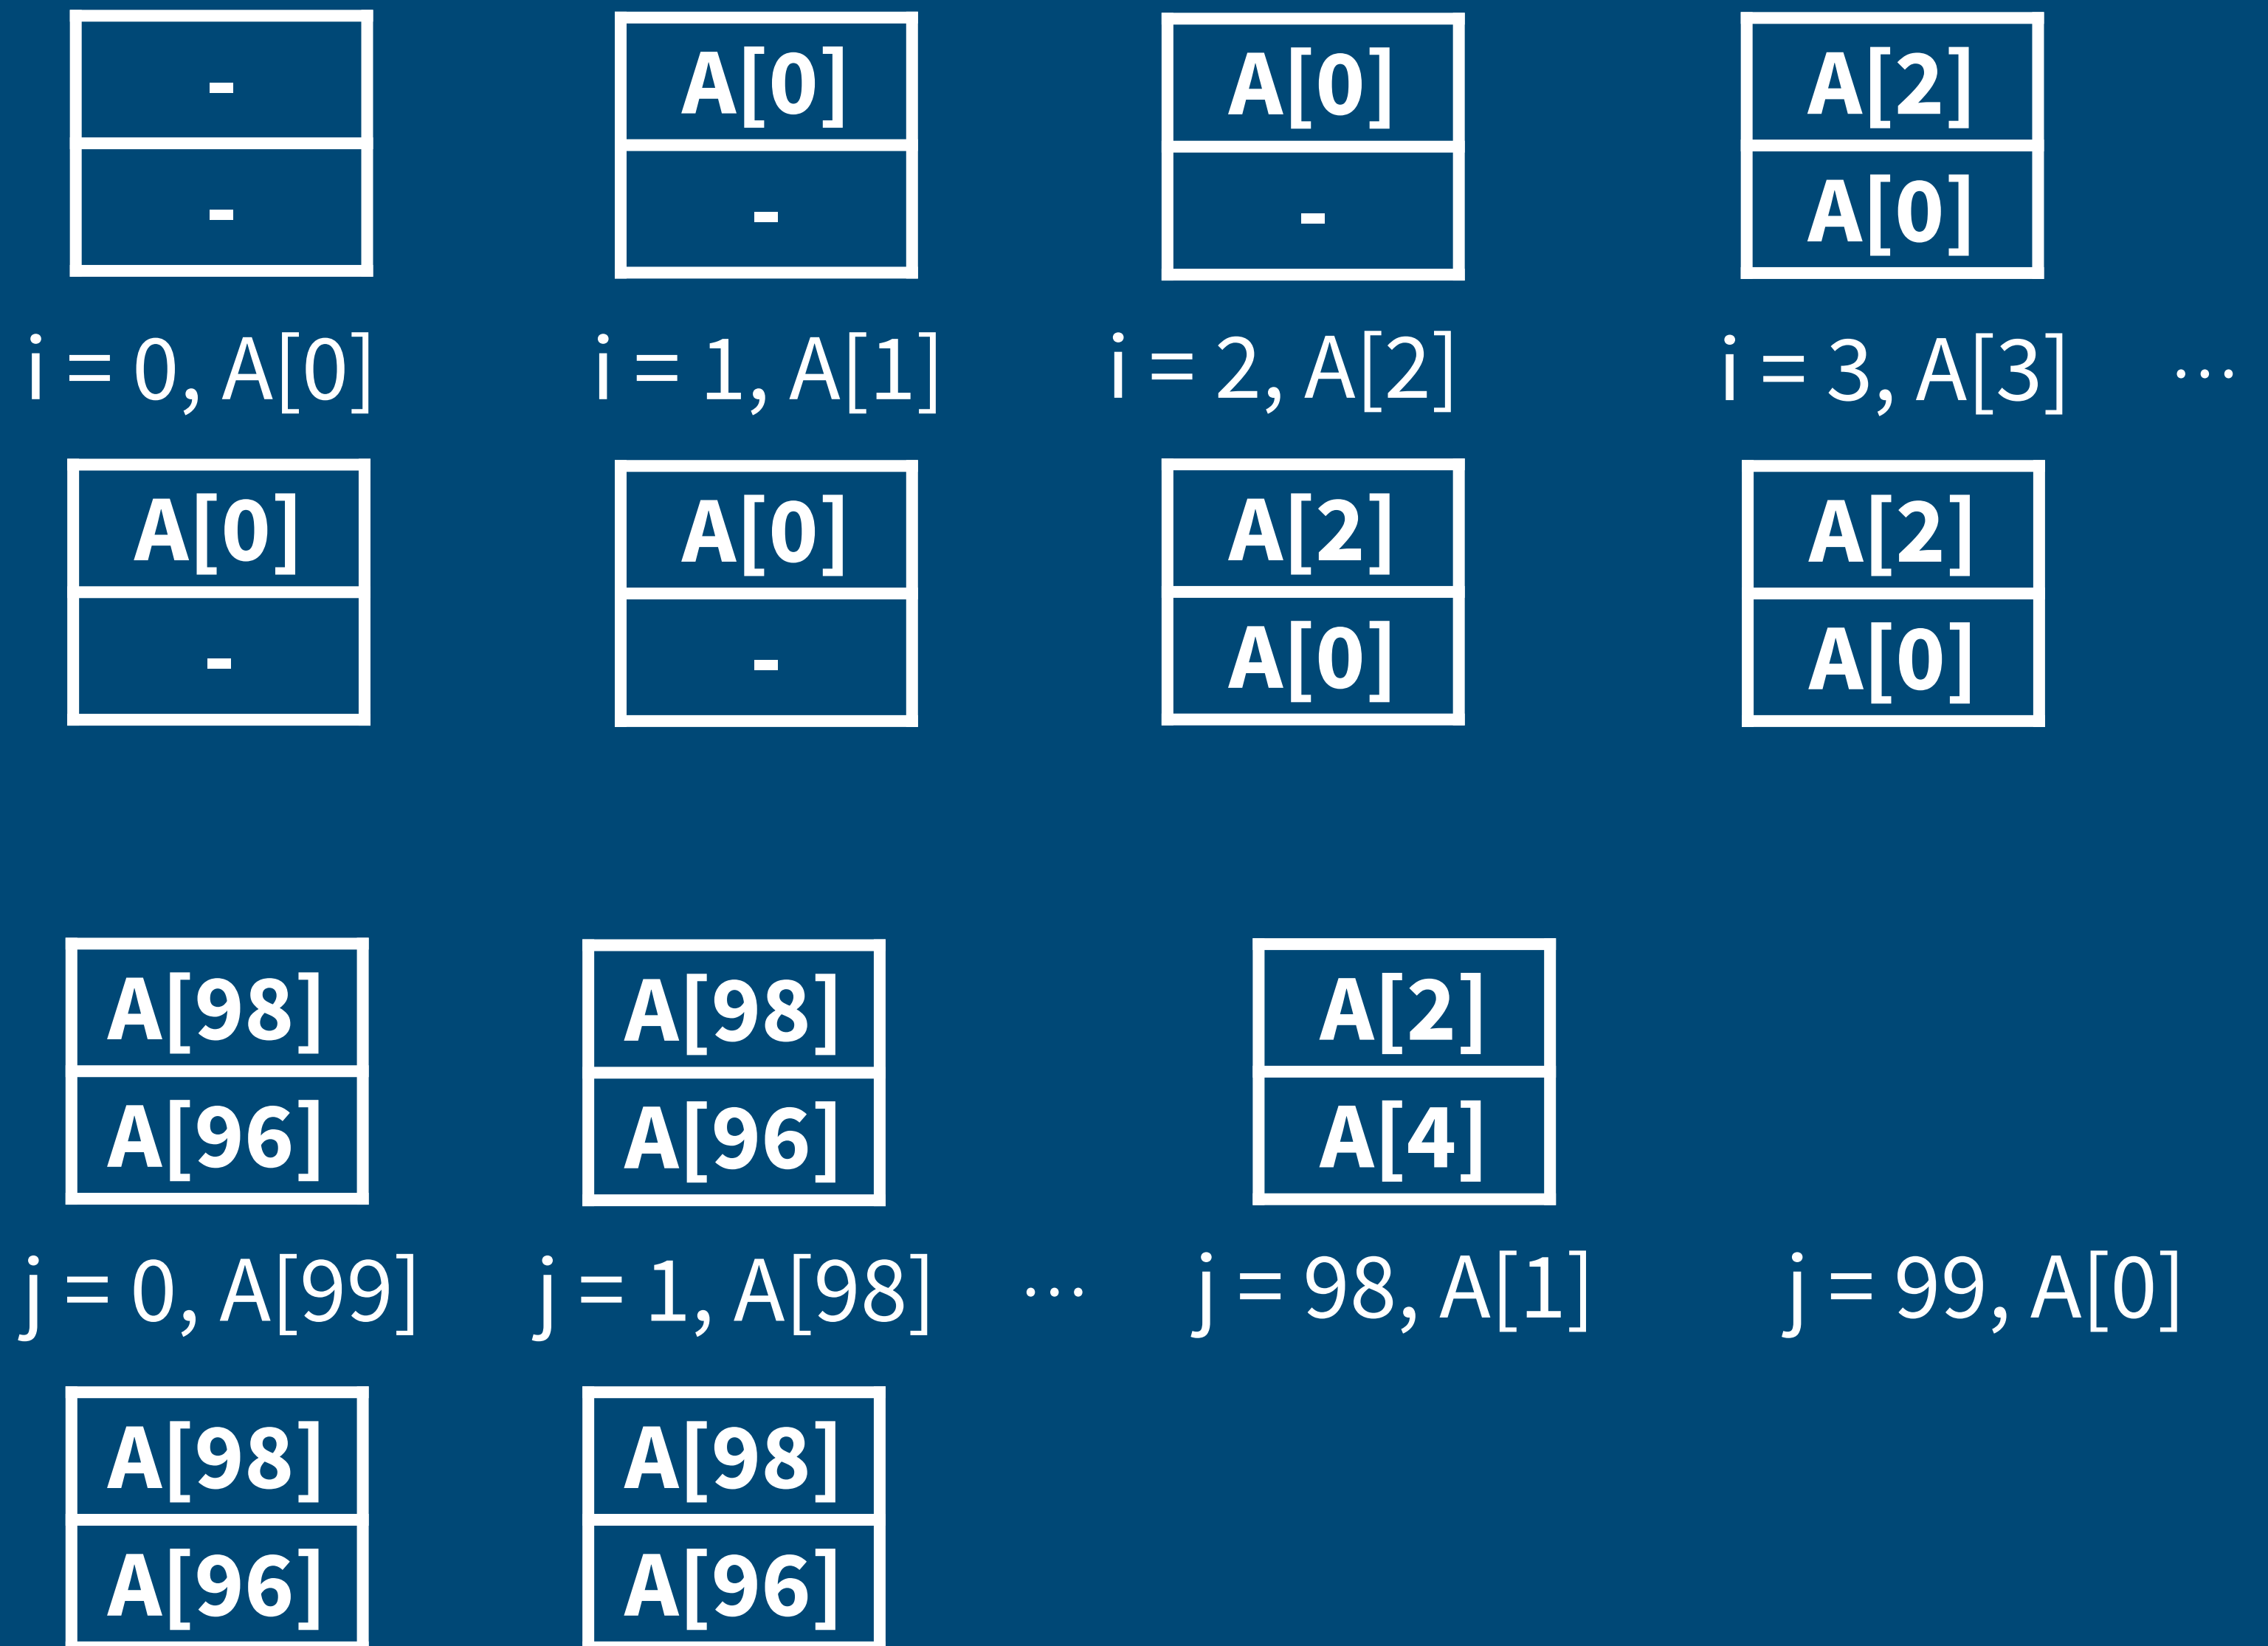 - A[0] A[0] A[2]
- - - A[0]
i = 0, A[0] i = 1, A[1] i = 2, A[2] i = 3, A[3] ...
A[0] A[0] A[2] A[2]
- - A[0] A[0]
A[98] A[98] A[2]
A[96] A[96] A[4]
j = 0, A[99] j = 1, A[98] ... j = 98, A[1] j = 99, A[0]
A[98] A[98]
A[96] A[96]